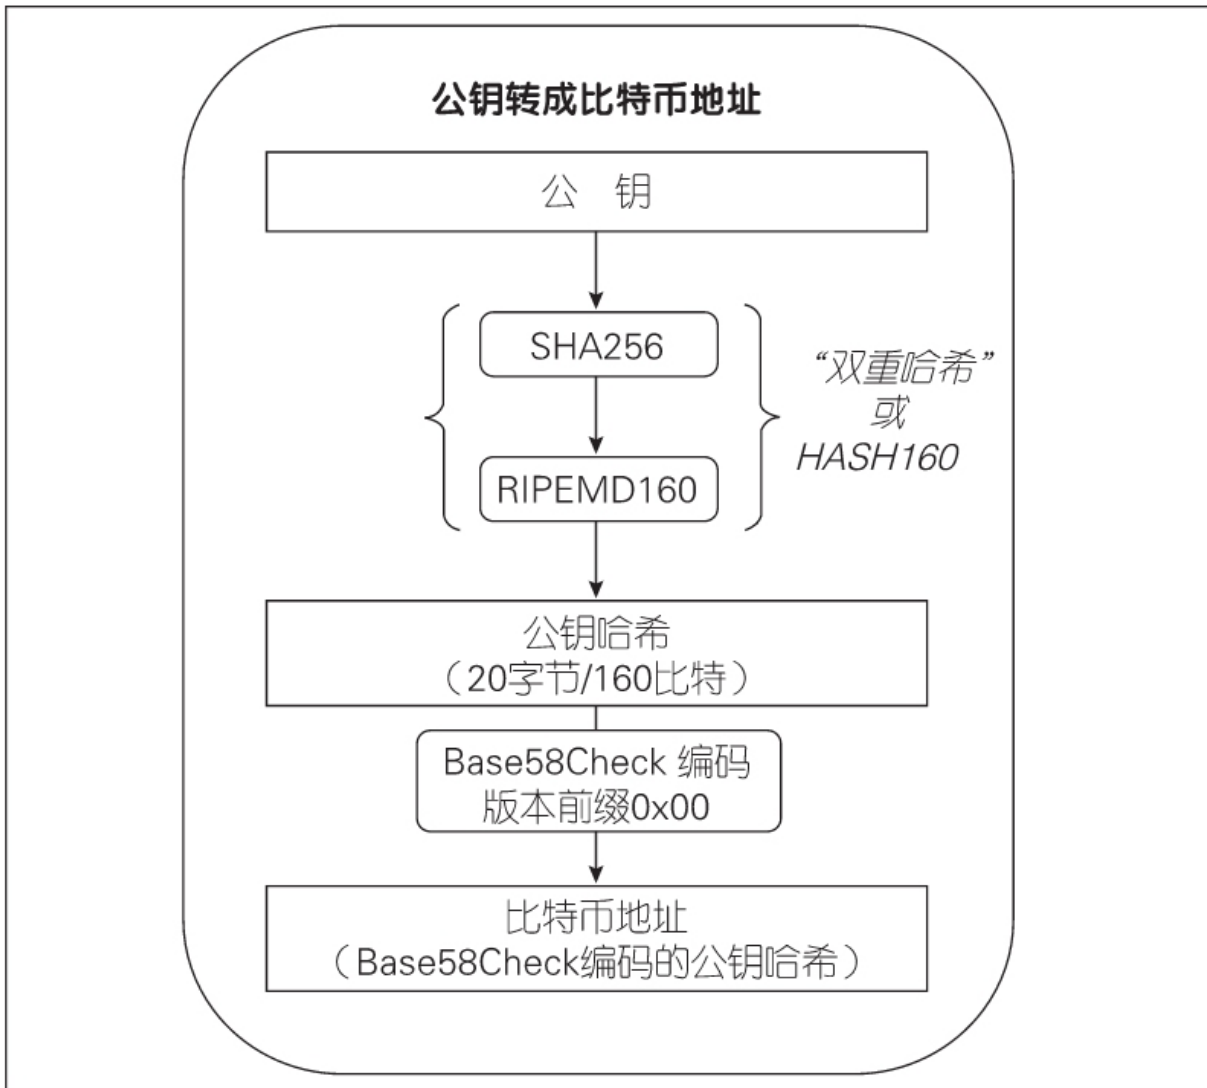 公钥转成比特币地址
公 钥
SHA256
RIPEMD160
“双重哈希”
或
HASH160
公钥哈希
（20字节/160比特）
Base58Check 编码
版本前缀0x00
比特币地址
（Base58Check编码的公钥哈希）